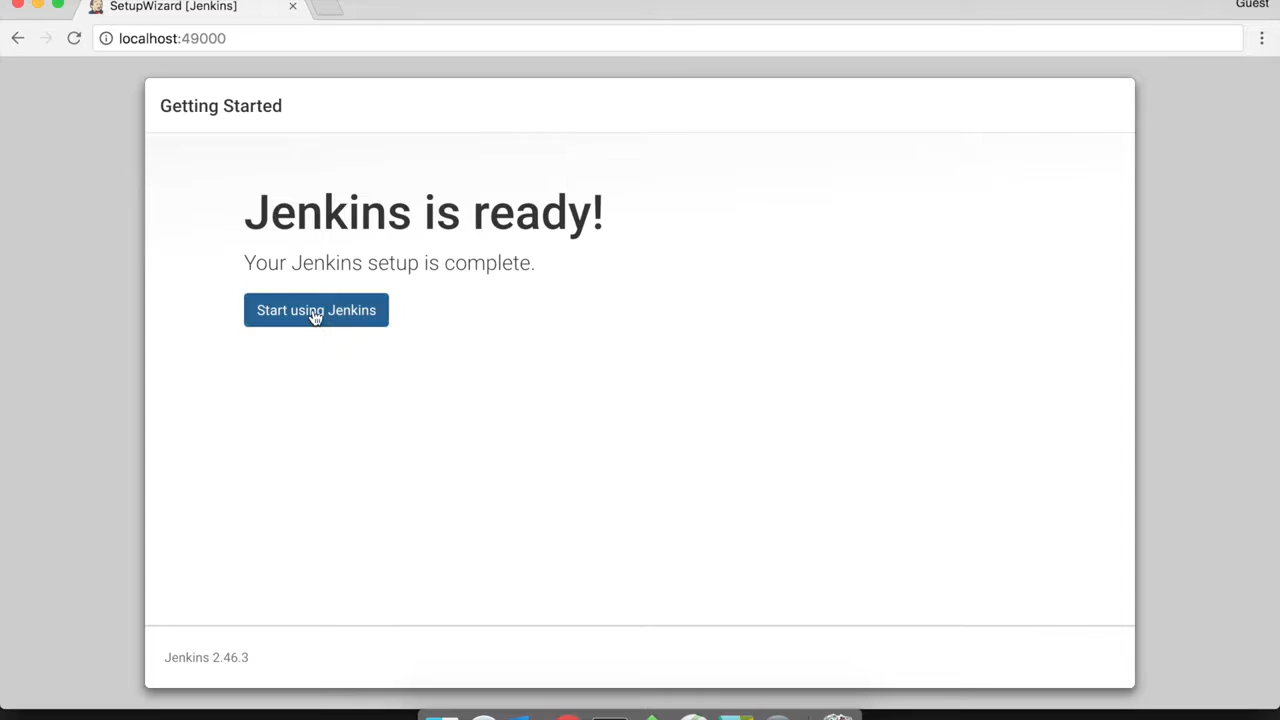 SetupWizard [Jenkins]
Guest
localhost:49000
Getting Started
Jenkins is ready!
Your Jenkins setup is complete.
Start using Jenkins
Jenkins 2.46.3